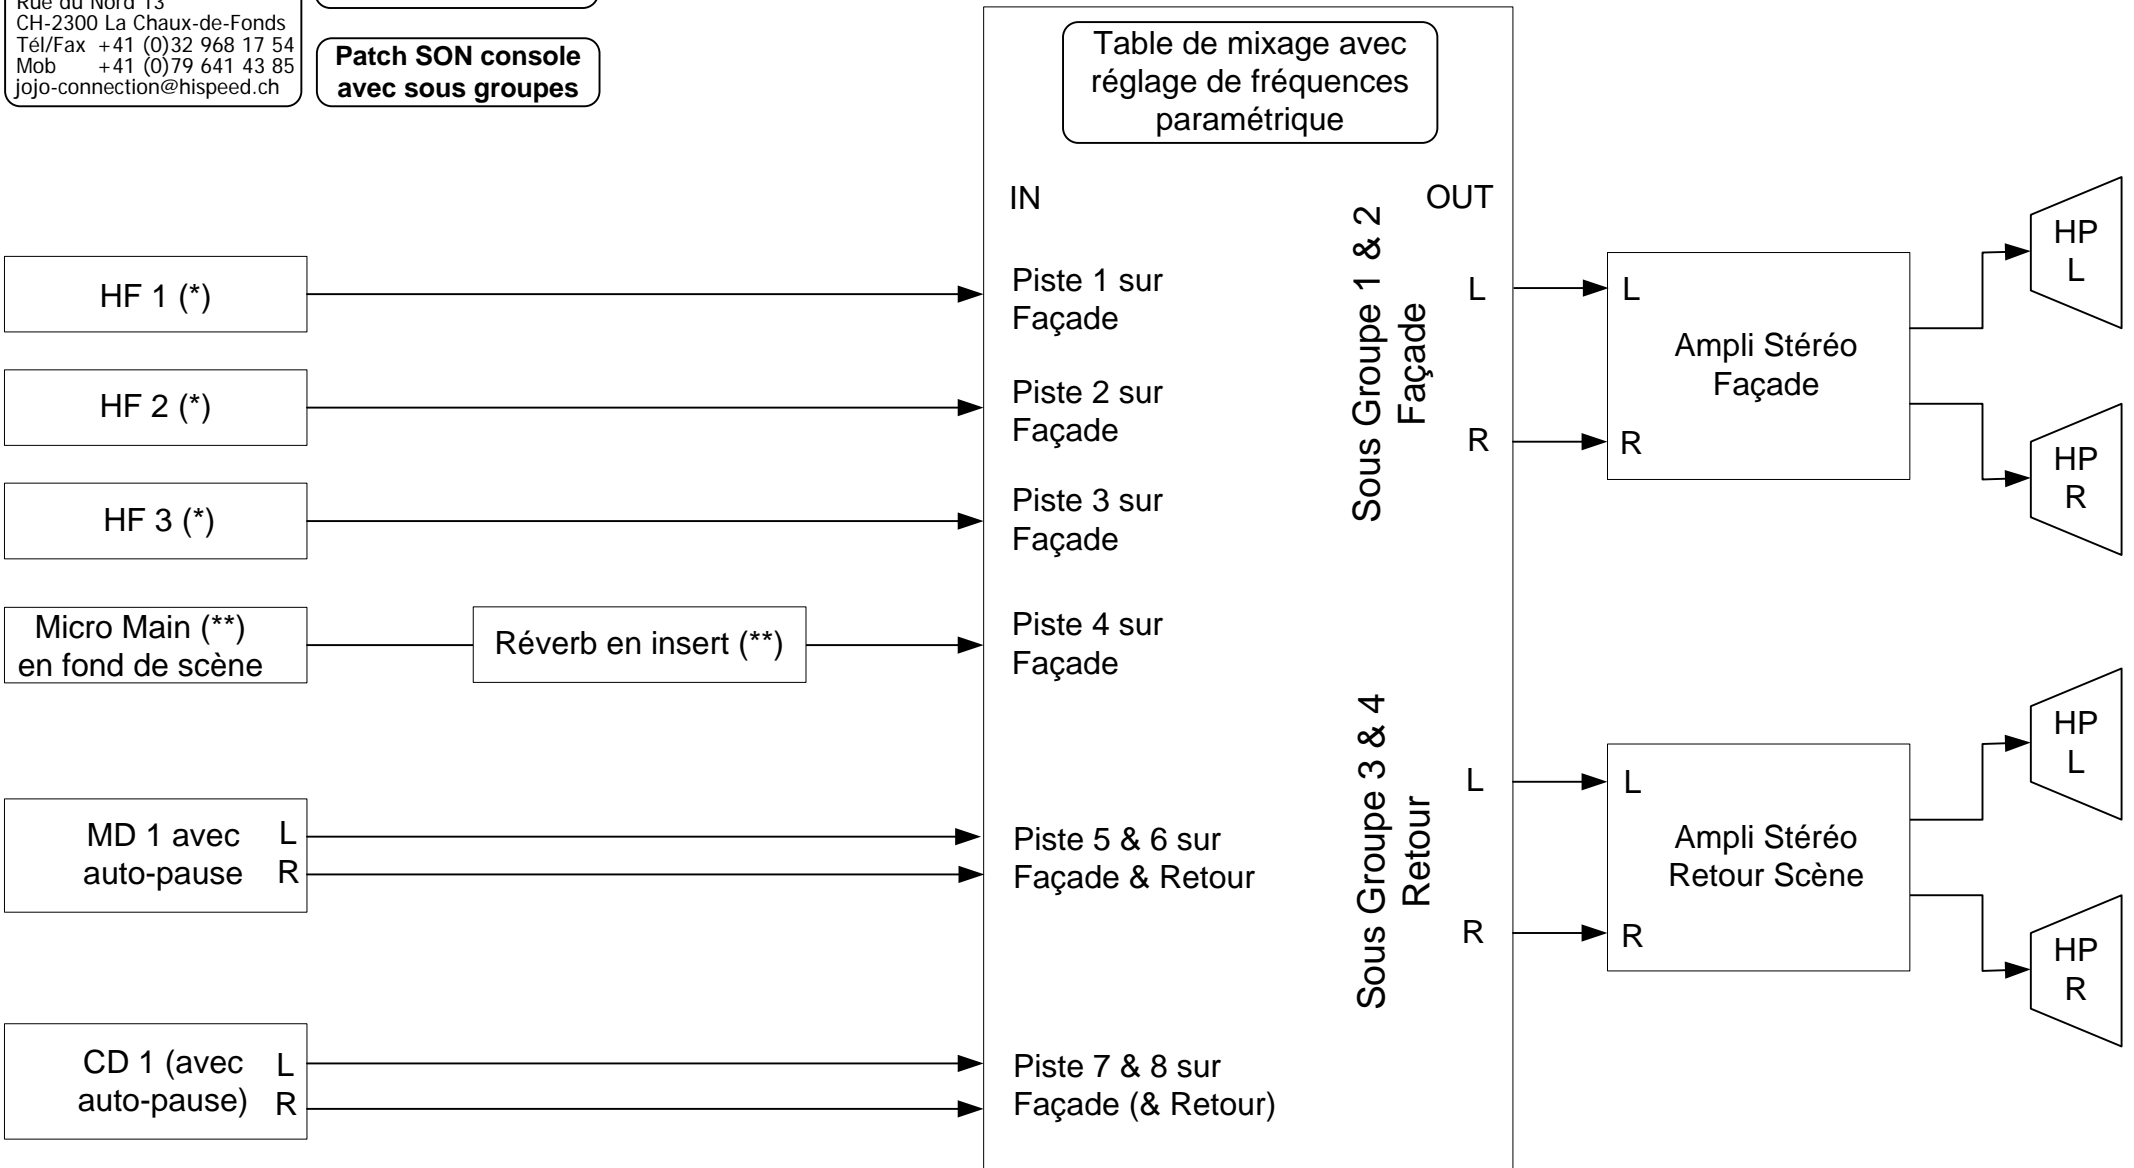 Rue du Nord 13
CH-2300 La Chaux-de-Fonds
Tél/Fax +41 (0)32 968 17 54
Mob +41 (0)79 641 43 85
jojo-connection@hispeed.ch
Patch SON console
avec sous groupes
Table de mixage avec
réglage de fréquences
paramétrique
IN
OUT
HF 1 (*)
Piste 1 sur
Façade
HF 2 (*)
Piste 2 sur
Façade
HF 3 (*)
Piste 3 sur
Façade
Micro Main (**)
en fond de scène
Réverb en insert (**)
Piste 4 sur
Façade
MD 1 avec
auto-pause
L
R
Piste 5 & 6 sur
Façade & Retour
CD 1 (avec
auto-pause)
L
R
Piste 7 & 8 sur
Façade (& Retour)
Sous Groupe 1 & 2
Façade
L
R
L
R
Ampli Stéréo
Façade
HP
L
HP
R
Sous Groupe 3 & 4
Retour
L
R
L
R
Ampli Stéréo
Retour Scène
HP
L
HP
R